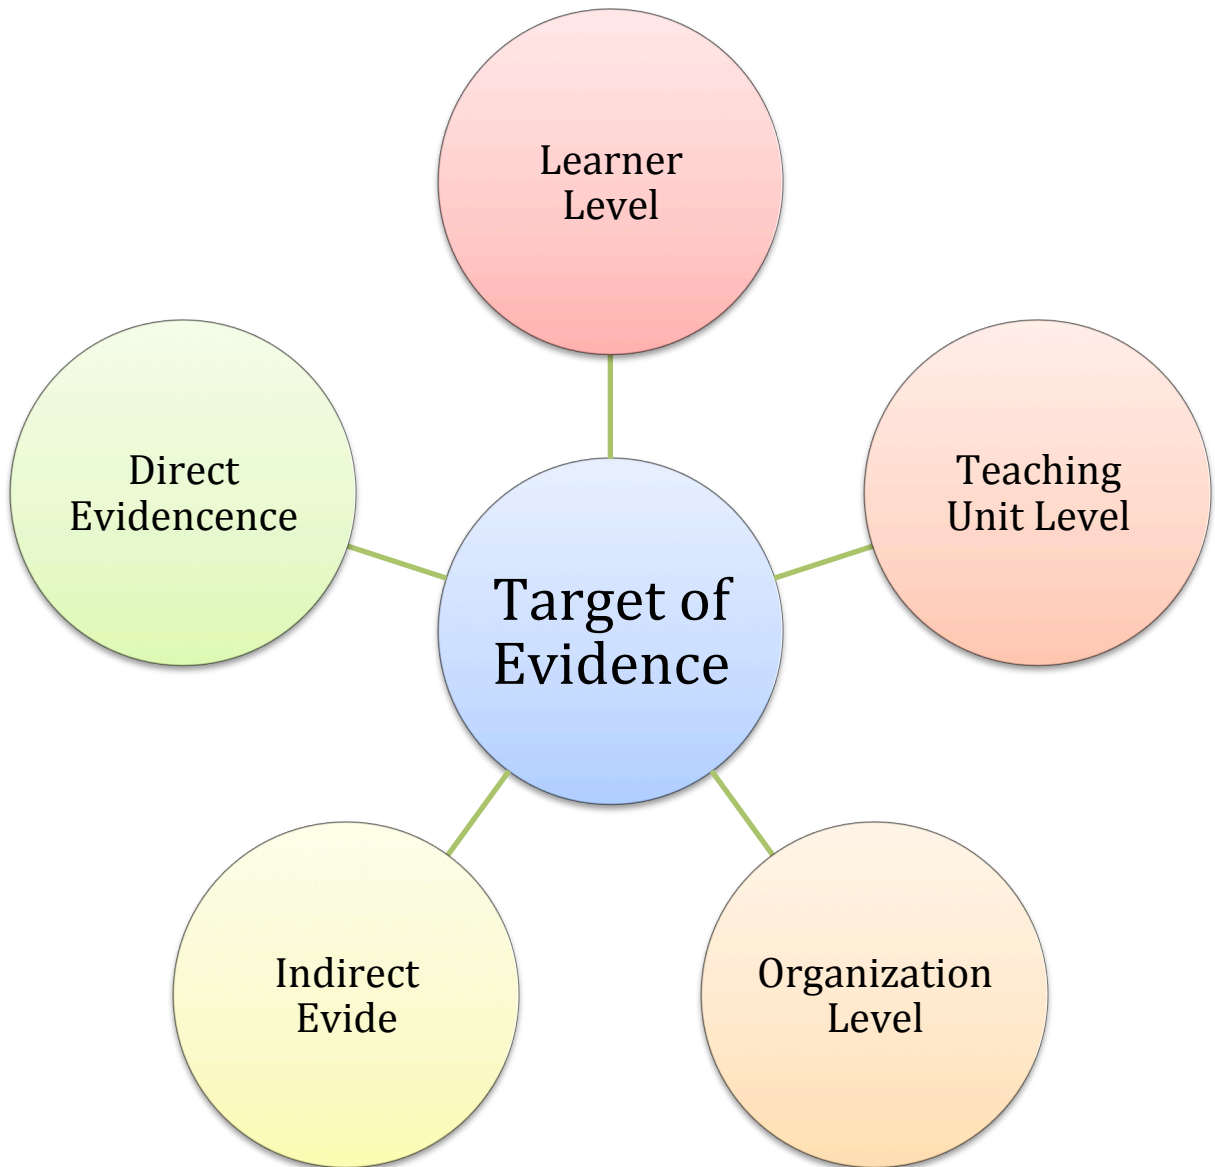 Learner
Level
Direct
Evidencence
Teaching
Unit Level
Target of
Evidence
Indirect
Evide
Organization
Level